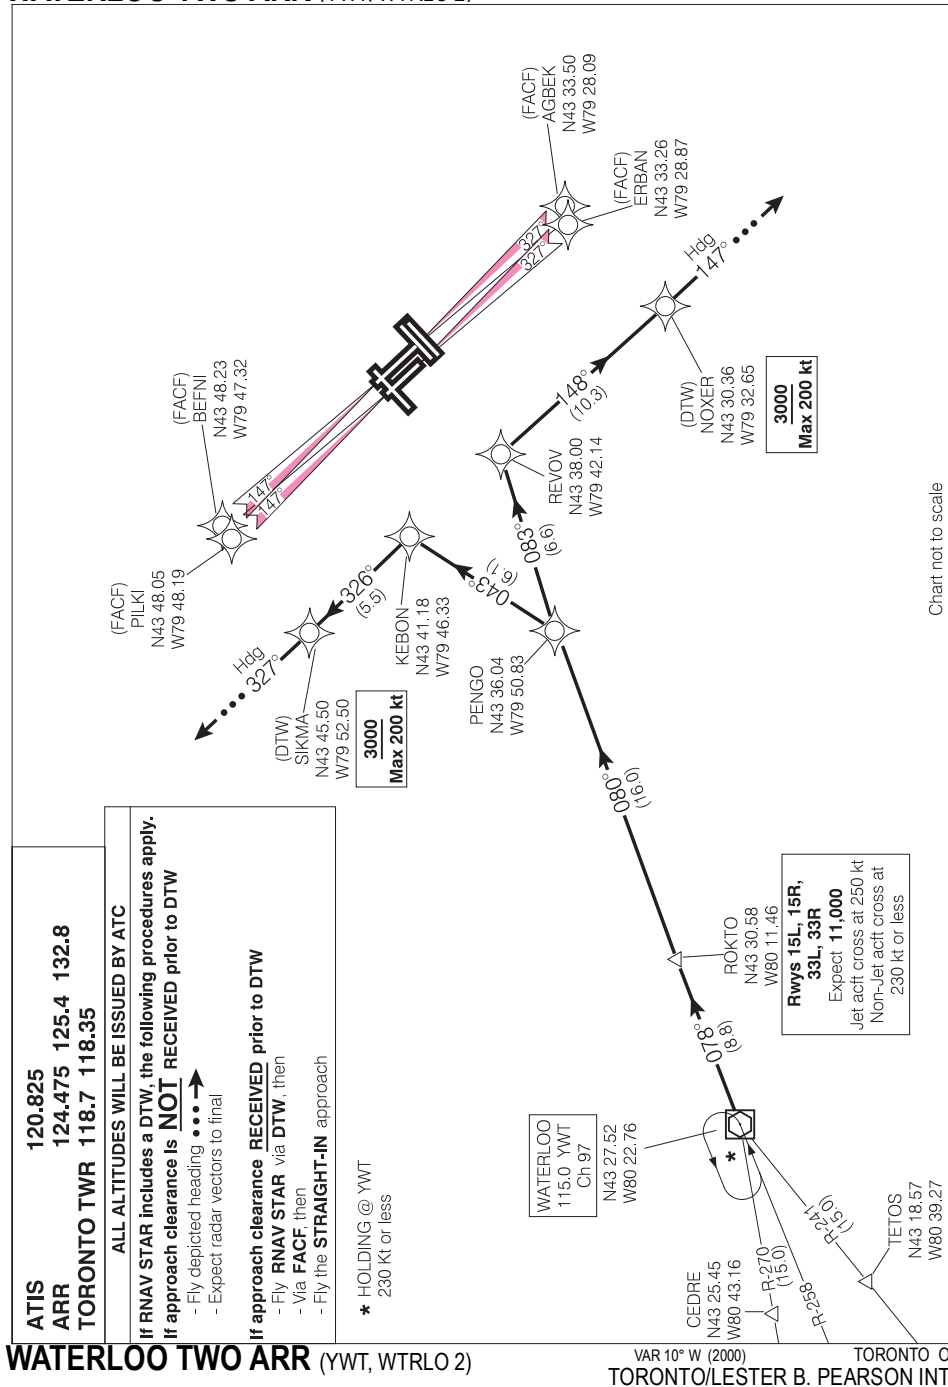 ATIS 120.825
ARR 124.475 125.4 132.8
TORONTO TWR 118.7 118.35
ALL ALTITUDES WILL BE ISSUED BY ATC
If RNAV STAR includes a DTW, the following procedures apply.
If approach clearance is NOT RECEIVED prior to DTW
- Fly depicted heading
- Expect radar vectors to final
If approach clearance RECEIVED prior to DTW
- Fly RNAV STAR via DTW, then
- Via FACF, then
- Fly the STRAIGHT-IN approach
* HOLDING @ YWT
230 Kt or less
(FACF)
PILKI
N43 48.05
W79 48.19
(FACF)
BEFNI
N43 48.23
W79 47.32
147°
147°
327°
327°
(FACF)
AGBEK
N43 33.50
W79 28.09
(FACF)
ERBAN
N43 33.26
W79 28.87
Hdg
327°
(DTW)
SIKMA
N43 45.50
W79 52.50
3000
Max 200 kt
326°
(5.5)
KEBON
N43 41.18
W79 46.33
043°
(6.1)
PENGO
N43 36.04
W79 50.83
083°
(6.6)
REVOV
N43 38.00
W79 42.14
148°
(10.3)
Hdg
147°
(DTW)
NOXER
N43 30.36
W79 32.65
3000
Max 200 kt
080°
(16.0)
ROKTO
N43 30.58
W80 11.46
Rwys 15L, 15R,
33L, 33R
Expect 11,000
Jet acft cross at 250 kt
Non-Jet acft cross at
230 kt or less
078°
(8.8)
WATERLOO
115.0 YWT
Ch 97
N43 27.52
W80 22.76
*
CEDRE
N43 25.45
W80 43.16
R-270
(15.0)
R-258
R-241
(15.0)
TETOS
N43 18.57
W80 39.27
Chart not to scale
WATERLOO TWO ARR (YWT, WTRLO 2)
VAR 10° W (2000)
TORONTO O
TORONTO/LESTER B. PEARSON INT